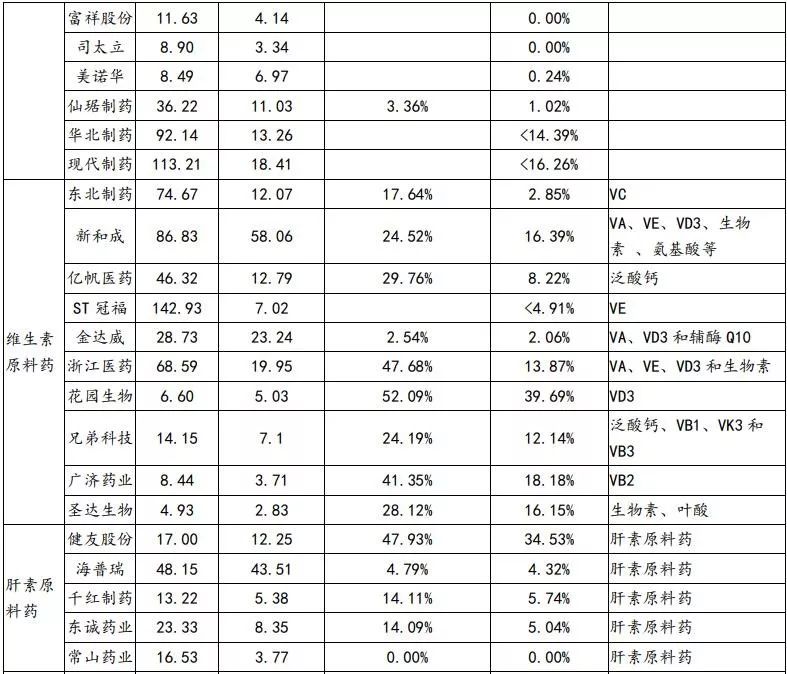 富祥股份 11.63 4.14 0.00%
司太立 8.90 3.34 0.00%
美诺华 8.49 6.97 0.24%
仙琚制药 36.22 11.03 3.36% 1.02%
华北制药 92.14 13.26 <14.39%
现代制药 113.21 18.41 <16.26%
维生素原料药
东北制药 74.67 12.07 17.64% 2.85% VC
新和成 86.83 58.06 24.52% 16.39% VA、VE、VD3、生物
素 、氨基酸等
亿帆医药 46.32 12.79 29.76% 8.22% 泛酸钙
ST 冠福 142.93 7.02 <4.91% VE
金达威 28.73 23.24 2.54% 2.06% VA、VD3 和辅酶 Q10
浙江医药 68.59 19.95 47.68% 13.87% VA、VE、VD3 和生物素
花园生物 6.60 5.03 52.09% 39.69% VD3
兄弟科技 14.15 7.1 24.19% 12.14% 泛酸钙、VB1、VK3 和
VB3
广济药业 8.44 3.71 41.35% 18.18% VB2
圣达生物 4.93 2.83 28.12% 16.15% 生物素、叶酸
肝素原料药
健友股份 17.00 12.25 47.93% 34.53% 肝素原料药
海普瑞 48.15 43.51 4.79% 4.32% 肝素原料药
千红制药 13.22 5.38 14.11% 5.74% 肝素原料药
东诚药业 23.33 8.35 14.09% 5.04% 肝素原料药
常山药业 16.53 3.77 0.00% 0.00% 肝素原料药